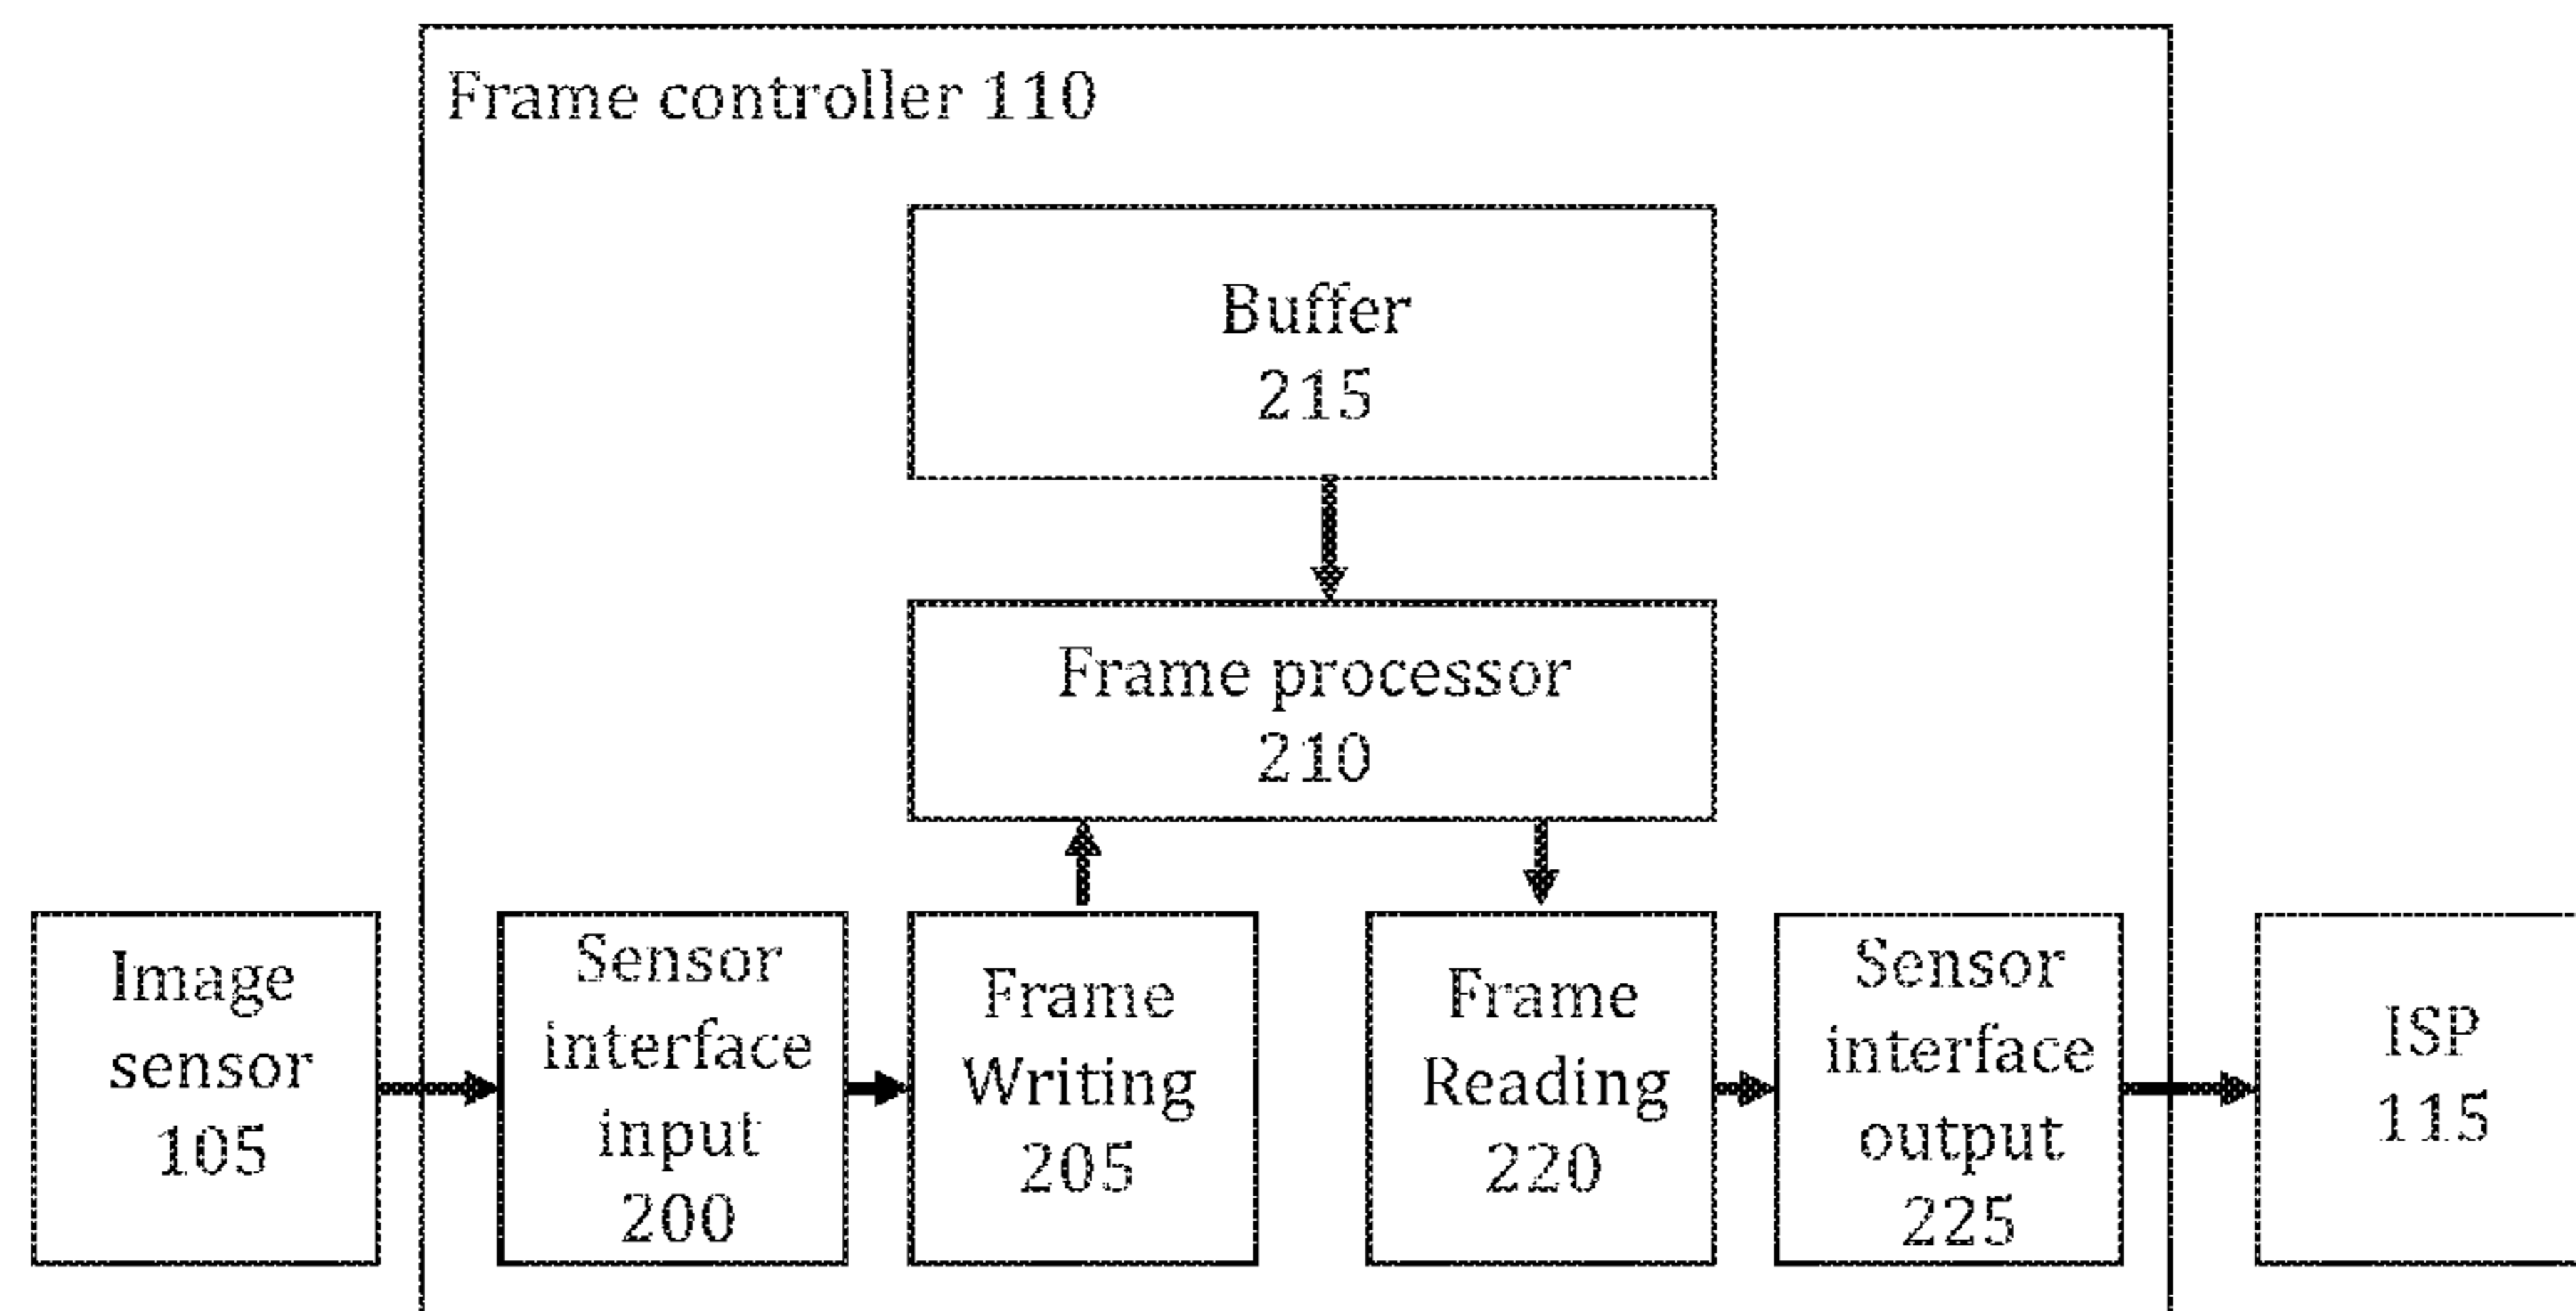 Frame controller 110
Buffer
215
Frame processor
210
Image
sensor
105
Sensor
interface
input
200
Frame
Writing
205
Frame
Reading
220
Sensor
interface
output
225
ISP
115